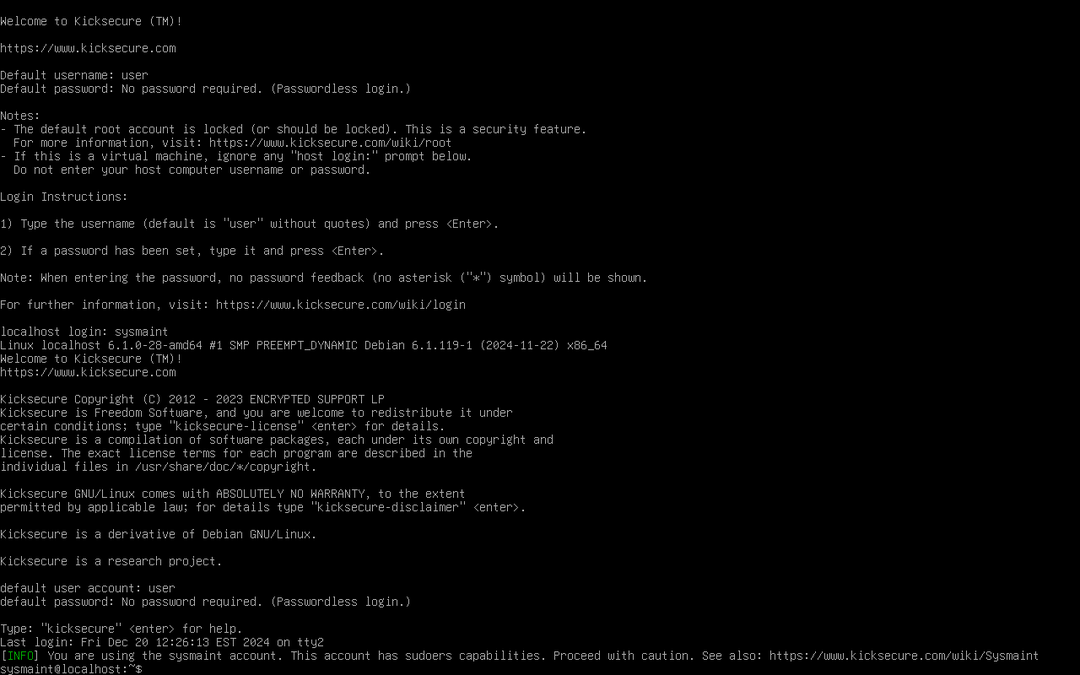 Welcome to Kicksecure (TM)!
https://www.kicksecure.com
Default username: user
Default password: No password required. (Passwordless login.)
Notes:
- The default root account is locked (or should be locked). This is a security feature.
  For more information, visit: https://www.kicksecure.com/wiki/root
- If this is a virtual machine, ignore any "host login:" prompt below.
  Do not enter your host computer username or password.
Login Instructions:
1) Type the username (default is "user" without quotes) and press <Enter>.
2) If a password has been set, type it and press <Enter>.
Note: When entering the password, no password feedback (no asterisk ("*") symbol) will be shown.
For further information, visit: https://www.kicksecure.com/wiki/login
localhost login: sysmaint
Linux localhost 6.1.0-28-amd64 #1 SMP PREEMPT_DYNAMIC Debian 6.1.119-1 (2024-11-22) x86_64
Welcome to Kicksecure (TM)!
https://www.kicksecure.com
Kicksecure Copyright (C) 2012 - 2023 ENCRYPTED SUPPORT LP
Kicksecure is Freedom Software, and you are welcome to redistribute it under
certain conditions; type "kicksecure-license" <enter> for details.
Kicksecure is a compilation of software packages, each under its own copyright and
license. The exact license terms for each program are described in the
individual files in /usr/share/doc/*/copyright.
Kicksecure GNU/Linux comes with ABSOLUTELY NO WARRANTY, to the extent
permitted by applicable law; for details type "kicksecure-disclaimer" <enter>.
Kicksecure is a derivative of Debian GNU/Linux.
Kicksecure is a research project.
default user account: user
default password: No password required. (Passwordless login.)
Type: "kicksecure" <enter> for help.
Last login: Fri Dec 20 12:26:13 EST 2024 on tty2
[INFO] You are using the sysmaint account. This account has sudoers capabilities. Proceed with caution. See also: https://www.kicksecure.com/wiki/Sysmaint
sysmaint@localhost:~$